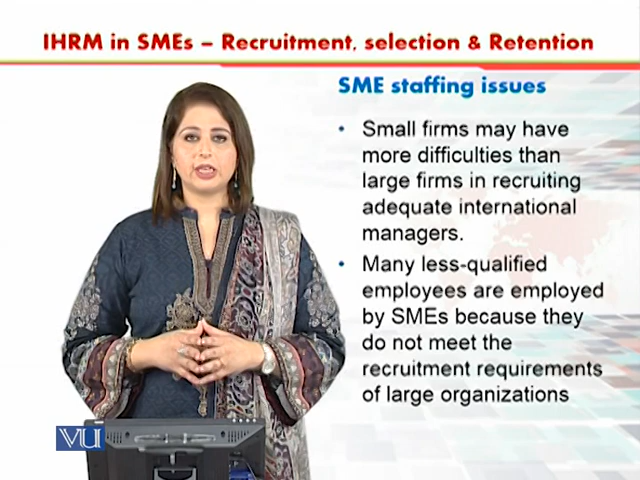 IHRM in SMEs – Recruitment, selection & Retention
SME staffing issues
• Small firms may have
more difficulties than
large firms in recruiting
adequate international
managers.
• Many less-qualified
employees are employed
by SMEs because they
do not meet the
recruitment requirements
of large organizations
VU